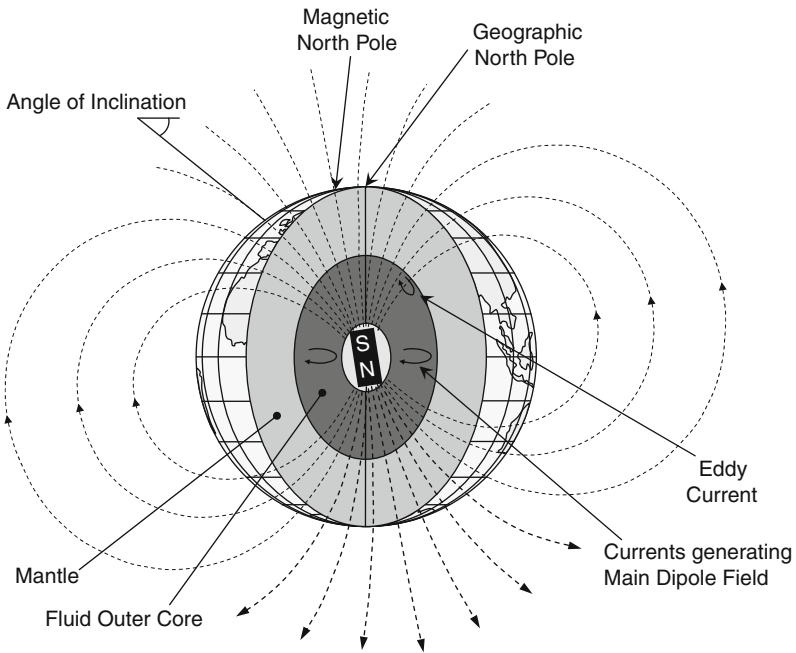 Magnetic
North Pole
Geographic
North Pole
Angle of Inclination
S
N
Eddy
Current
Currents generating
Main Dipole Field
Mantle
Fluid Outer Core